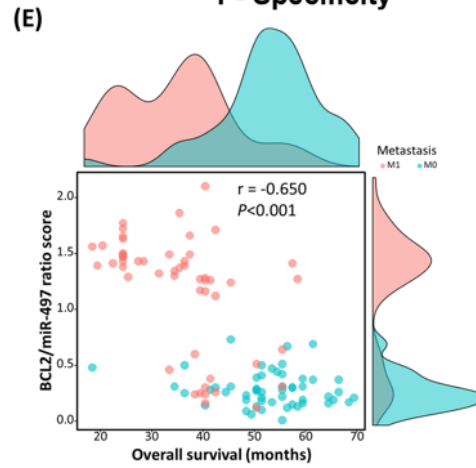 (E)
Metastasis
M1 M0
r = -0.650
P<0.001
BCL2/miR-497 ratio score
2.0
1.5
1.0
0.5
0.0
20 30 40 50 60 70
Overall survival (months)